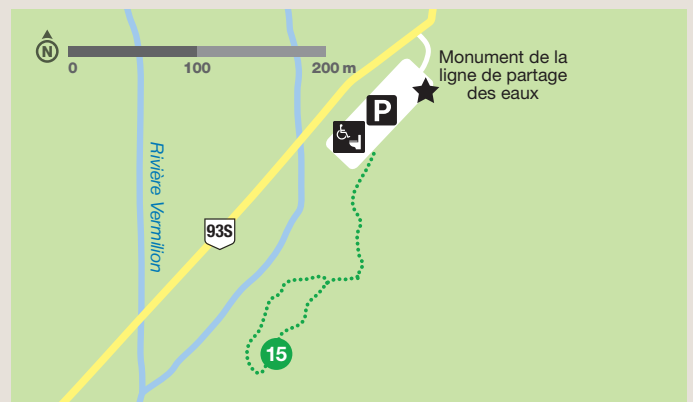 N
0 100 200 m
Monument de la
ligne de partage
des eaux
P
Rivière Vermilion
93S
15